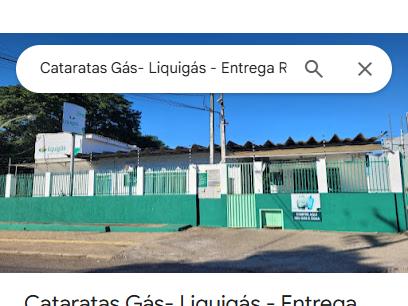 Cataratas Gás- Liquigás - Entrega R
Liquigás
Cataratas Gás- Liquigás - Entrega